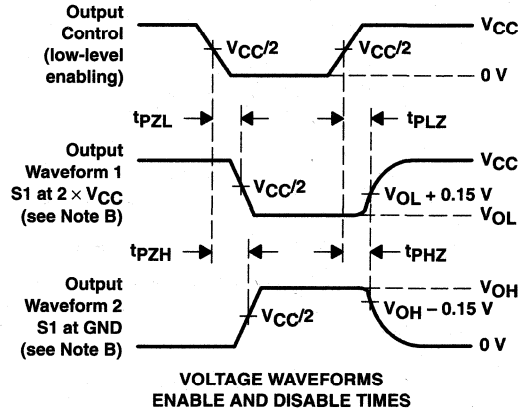 Output
Control
(low-level
enabling)
VCC/2
VCC/2
VCC
0 V
tPZL
tPLZ
Output
Waveform 1
S1 at 2 × VCC
(see Note B)
VCC/2
VCC
VOL + 0.15 V
VOL
tPZH
tPHZ
Output
Waveform 2
S1 at GND
(see Note B)
VCC/2
VOH
VOH − 0.15 V
0 V
VOLTAGE WAVEFORMS
ENABLE AND DISABLE TIMES